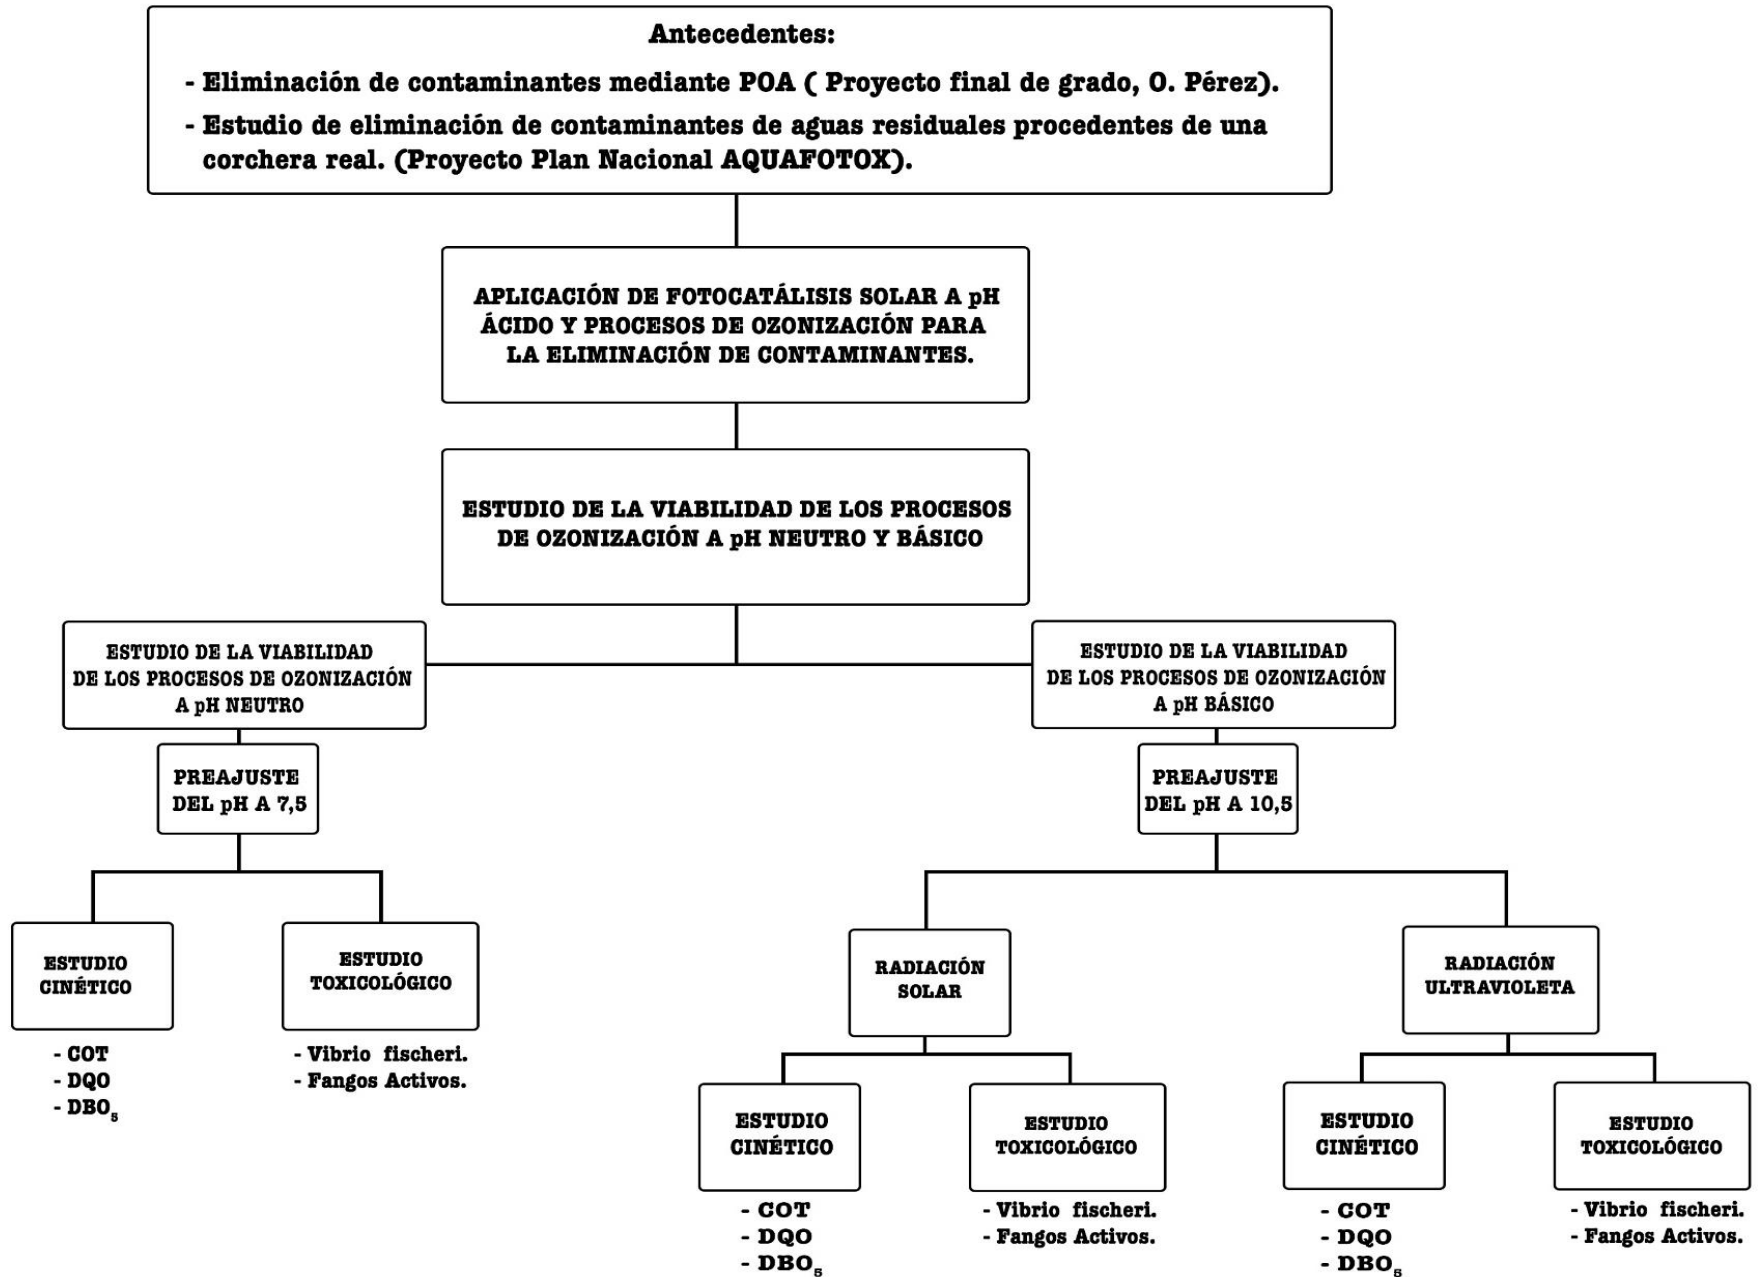 Antecedentes:
- Eliminación de contaminantes mediante POA ( Proyecto final de grado, O. Pérez).
- Estudio de eliminación de contaminantes de aguas residuales procedentes de una
corchera real. (Proyecto Plan Nacional AQUAFOTOX).
APLICACIÓN DE FOTOCATÁLISIS SOLAR A pH
ÁCIDO Y PROCESOS DE OZONIZACIÓN PARA
LA ELIMINACIÓN DE CONTAMINANTES.
ESTUDIO DE LA VIABILIDAD DE LOS PROCESOS
DE OZONIZACIÓN A pH NEUTRO Y BÁSICO
ESTUDIO DE LA VIABILIDAD
DE LOS PROCESOS DE OZONIZACIÓN
A pH NEUTRO
PREAJUSTE
DEL pH A 7,5
ESTUDIO
CINÉTICO
- COT
- DQO
- DBO₅
ESTUDIO
TOXICOLÓGICO
- Vibrio fischeri.
- Fangos Activos.
ESTUDIO DE LA VIABILIDAD
DE LOS PROCESOS DE OZONIZACIÓN
A pH BÁSICO
PREAJUSTE
DEL pH A 10,5
RADIACIÓN
SOLAR
ESTUDIO
CINÉTICO
- COT
- DQO
- DBO₅
ESTUDIO
TOXICOLÓGICO
- Vibrio fischeri.
- Fangos Activos.
RADIACIÓN
ULTRAVIOLETA
ESTUDIO
CINÉTICO
- COT
- DQO
- DBO₅
ESTUDIO
TOXICOLÓGICO
- Vibrio fischeri.
- Fangos Activos.